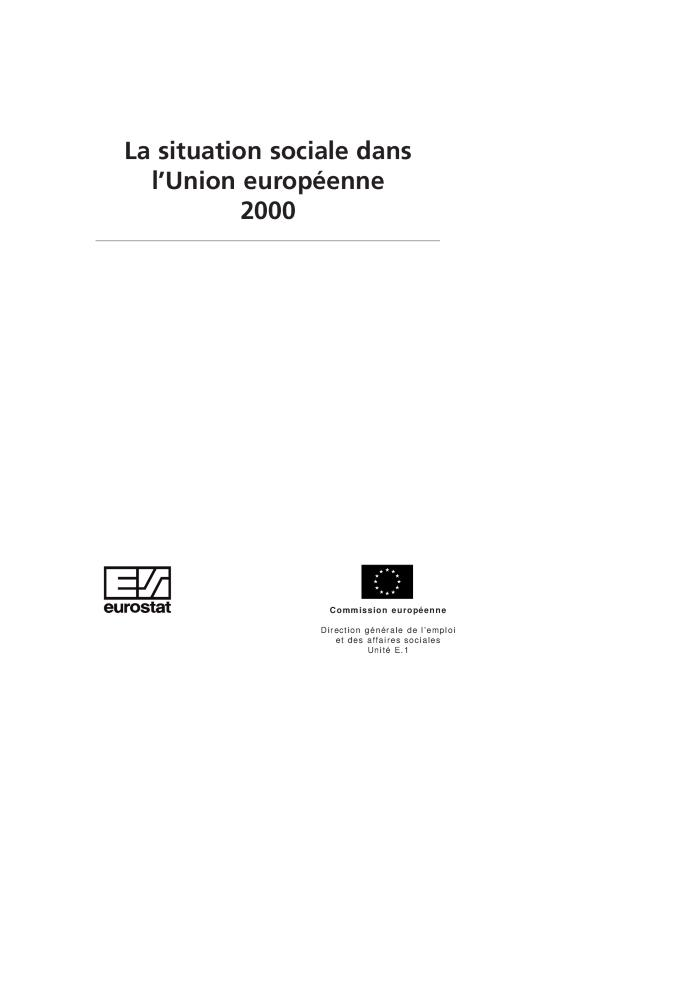 La situation sociale dans
l’Union européenne
2000
eurostat
Commission européenne
Direction générale de l'emploi
et des affaires sociales
Unité E.1